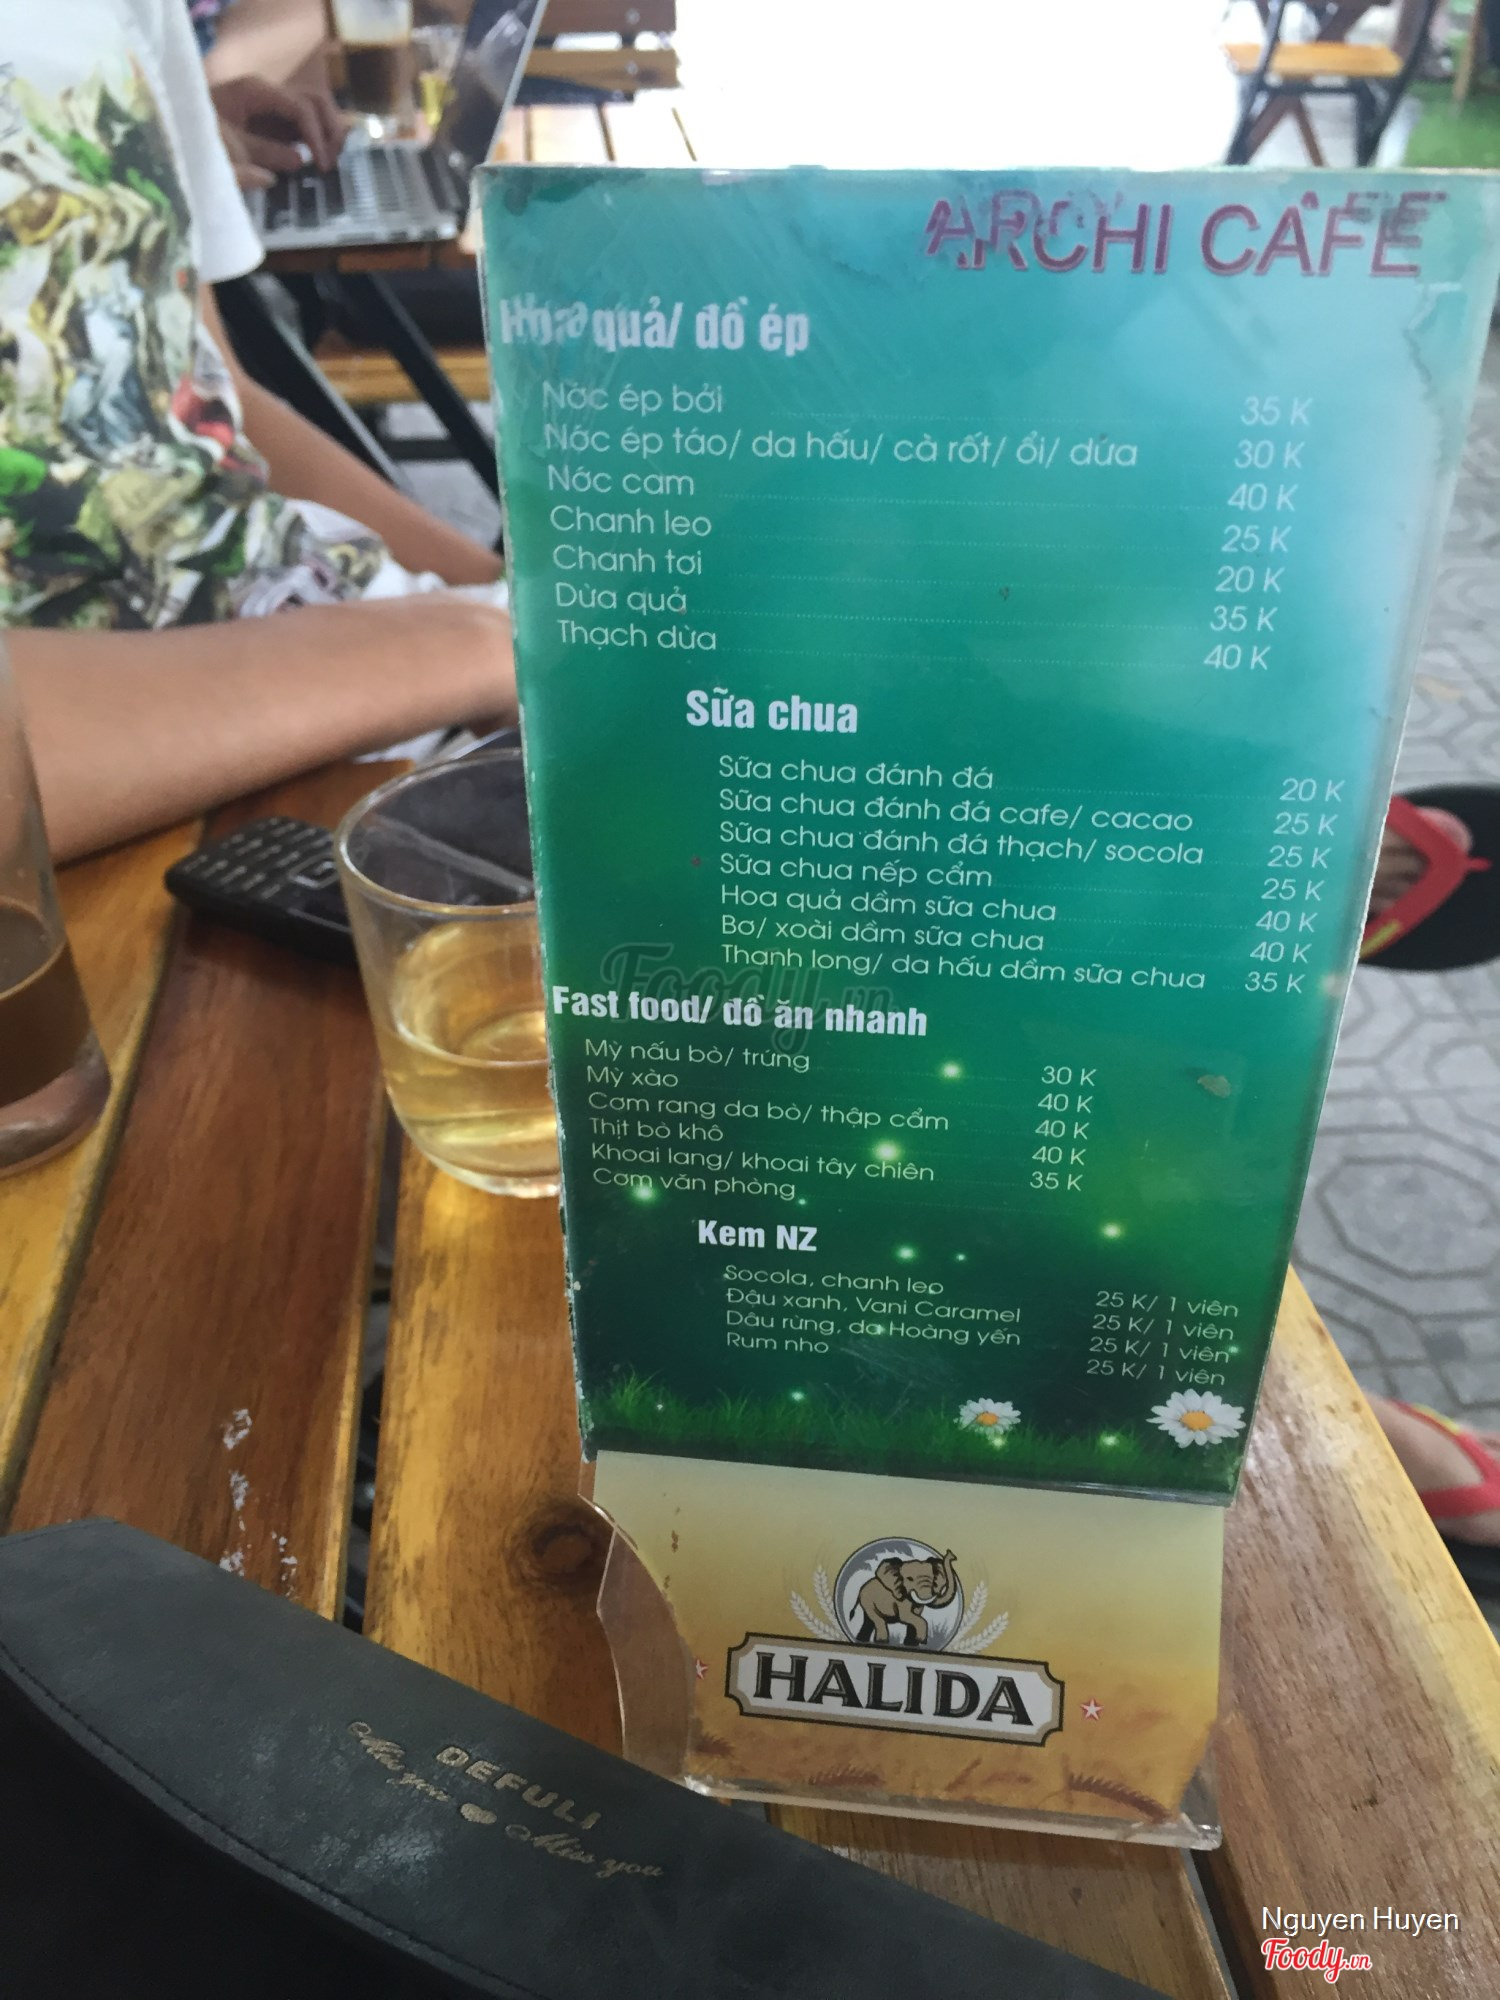 ARCHI CAFE
Hoa quả/ đồ ép
Nớc ép bưởi 35 K
Nớc ép táo/ da hấu/ cà rốt/ ổi/ dứa 30 K
Nớc cam 40 K
Chanh leo 25 K
Chanh tơi 20 K
Dừa quả 35 K
Thạch dừa 40 K
Sữa chua
Sữa chua đánh đá 20 K
Sữa chua đánh đá cafe/ cacao 25 K
Sữa chua đánh đá thạch/ socola 25 K
Sữa chua nếp cẩm 25 K
Hoa quả dầm sữa chua 40 K
Bơ/ xoài dầm sữa chua 40 K
Thanh long/ da hấu dầm sữa chua 35 K
Foody.vn
Fast food/ đồ ăn nhanh
Mỳ nấu bò/ trứng 30 K
Mỳ xào 40 K
Cơm rang da bò/ thập cẩm 40 K
Thịt bò khô 40 K
Khoai lang/ khoai tây chiên 35 K
Cơm văn phòng
Kem NZ
Socola, chanh leo 25 K/ 1 viên
Đậu xanh, Vani Caramel 25 K/ 1 viên
Dâu rừng, da Hoàng yến 25 K/ 1 viên
Rum nho 25 K/ 1 viên
HALIDA
DEFULI
Miss you Miss you
Nguyen Huyen
Foody.vn